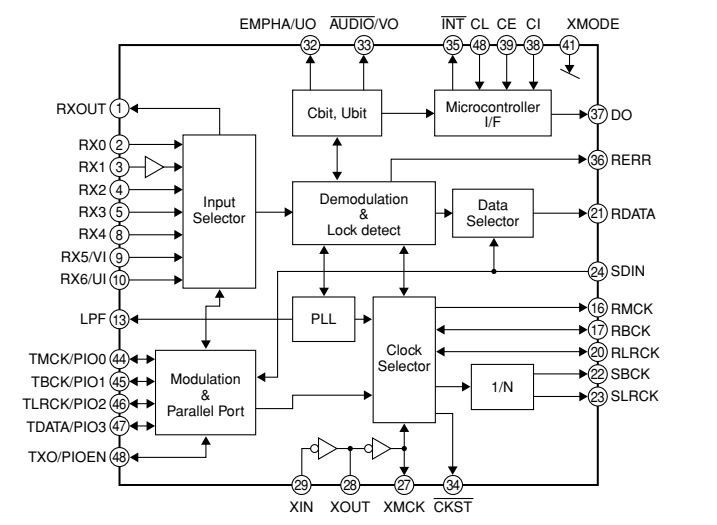 EMPHA/UO AUDIO/VO INT CL CE CI XMODE
32 33 35 48 39 38 41
RXOUT 1
Cbit, Ubit
Microcontroller
I/F
37 DO
RX0 2
RX1 3
RX2 4
RX3 5
RX4 8
RX5/VI 9
RX6/UI 10
Input
Selector
36 RERR
Demodulation
&
Lock detect
Data
Selector
21 RDATA
24 SDIN
LPF 13
PLL
Clock
Selector
16 RMCK
17 RBCK
20 RLRCK
22 SBCK
23 SLRCK
1/N
TMCK/PIO0 44
TBCK/PIO1 45
TLRCK/PIO2 46
TDATA/PIO3 47
TXO/PIOEN 48
Modulation
&
Parallel Port
29 28 27 34
XIN XOUT XMCK CKST